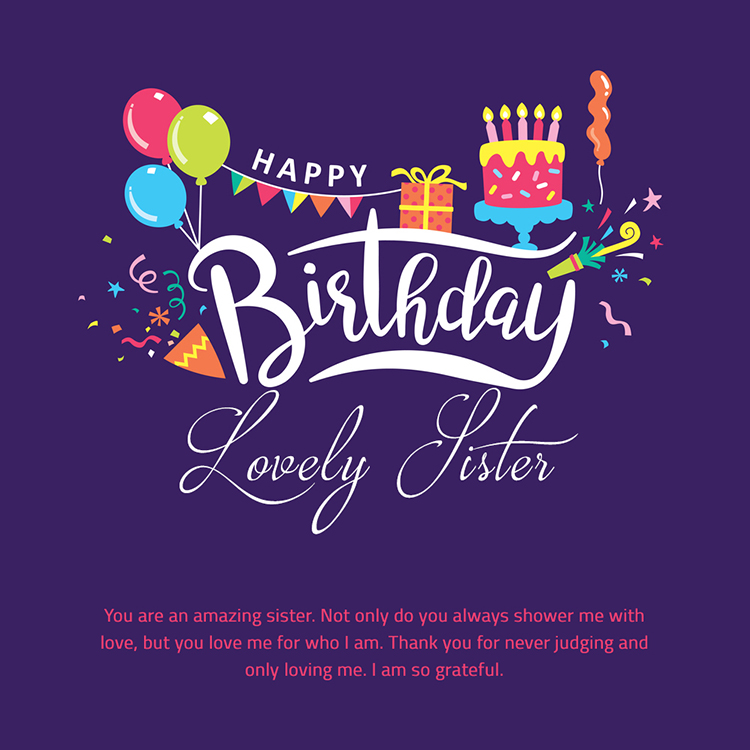 HAPPY
Birthday
Lovely Sister
You are an amazing sister. Not only do you always shower me with
love, but you love me for who I am. Thank you for never judging and
only loving me. I am so grateful.